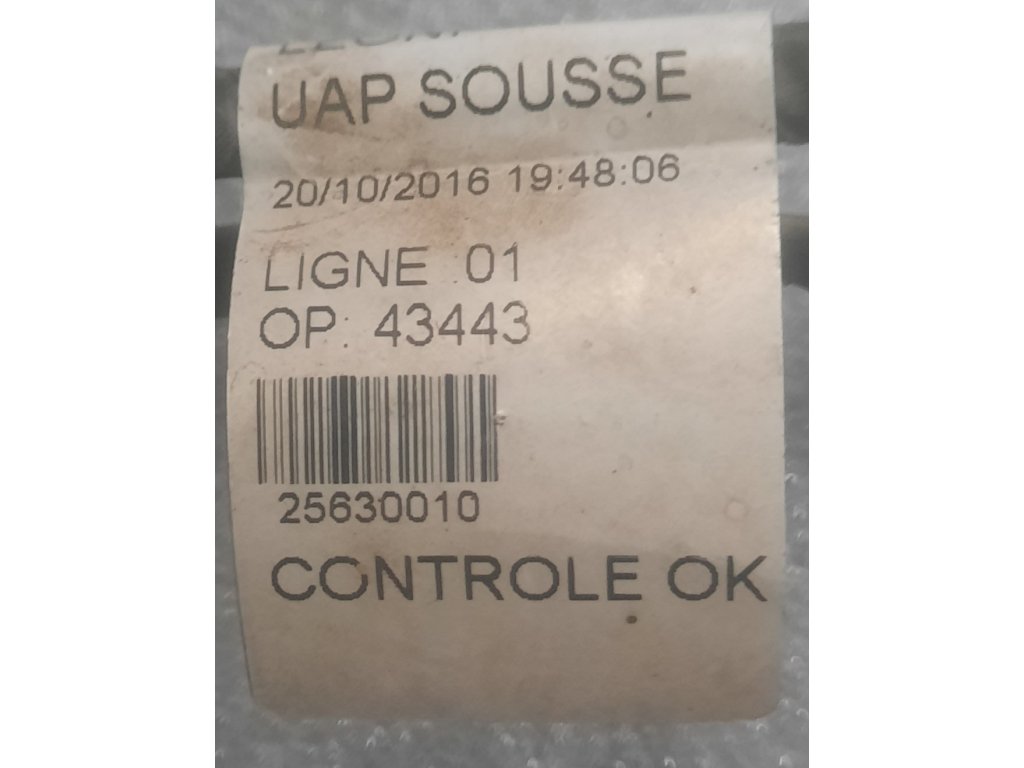 UAP SOUSSE
20/10/2016 19:48:06
LIGNE :01
OP: 43443
25630010
CONTROLE OK